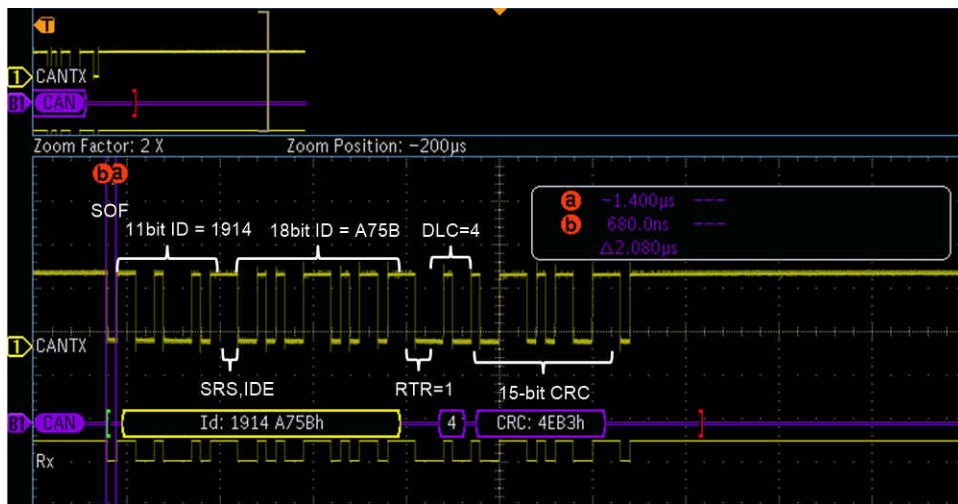 T
1 CANTX
B1 CAN
Zoom Factor: 2 X Zoom Position: -200µs
b a
SOF
11bit ID = 1914 18bit ID = A75B DLC=4
a -1.400µs ---
b 680.0ns ---
Δ2.080µs
1 CANTX
SRS,IDE RTR=1 15-bit CRC
B1 CAN Id: 1914 A75Bh 4 CRC: 4EB3h
Rx